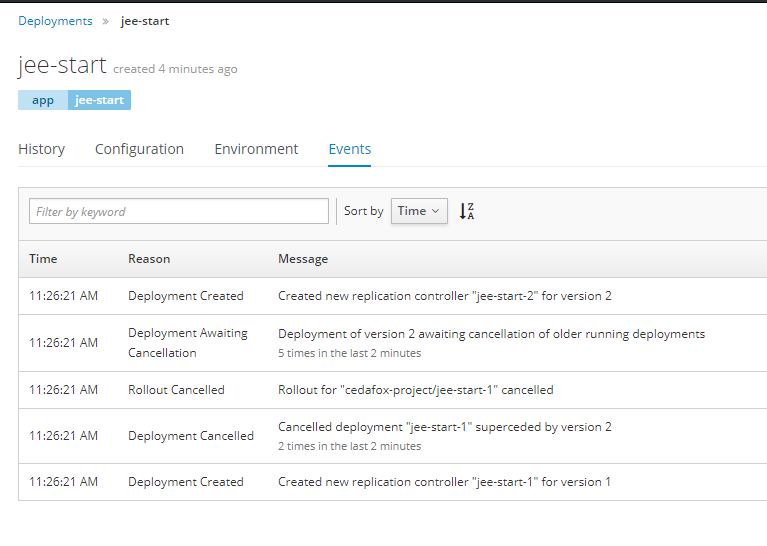 Deployments » jee-start
jee-start created 4 minutes ago
app jee-start
History Configuration Environment Events
Filter by keyword Sort by Time
Time Reason Message
11:26:21 AM Deployment Created Created new replication controller "jee-start-2" for version 2
11:26:21 AM Deployment Awaiting Cancellation Deployment of version 2 awaiting cancellation of older running deployments
5 times in the last 2 minutes
11:26:21 AM Rollout Cancelled Rollout for "cedafox-project/jee-start-1" cancelled
11:26:21 AM Deployment Cancelled Cancelled deployment "jee-start-1" superceded by version 2
2 times in the last 2 minutes
11:26:21 AM Deployment Created Created new replication controller "jee-start-1" for version 1